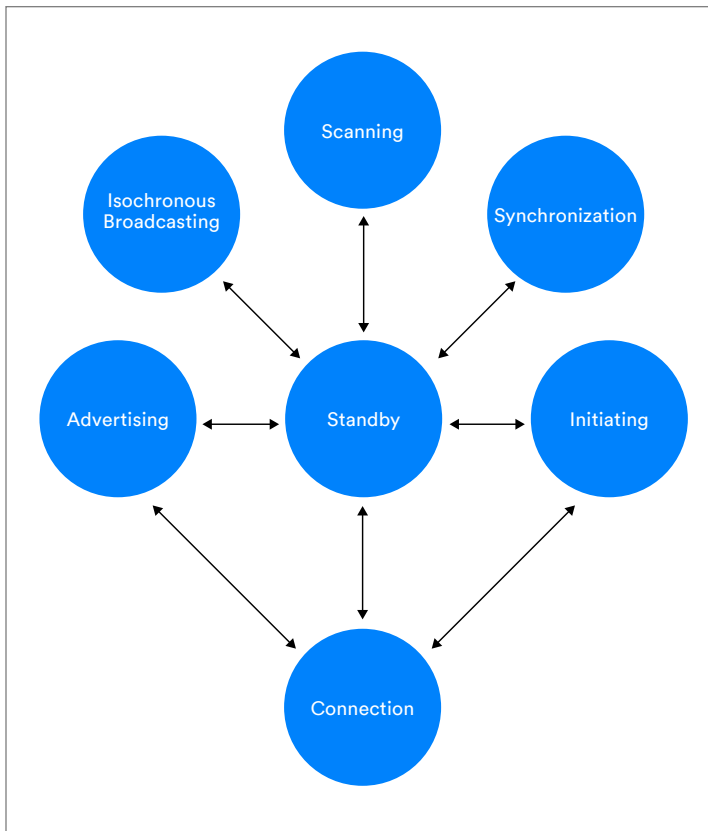 Scanning
Isochronous
Broadcasting
Synchronization
Advertising
Standby
Initiating
Connection